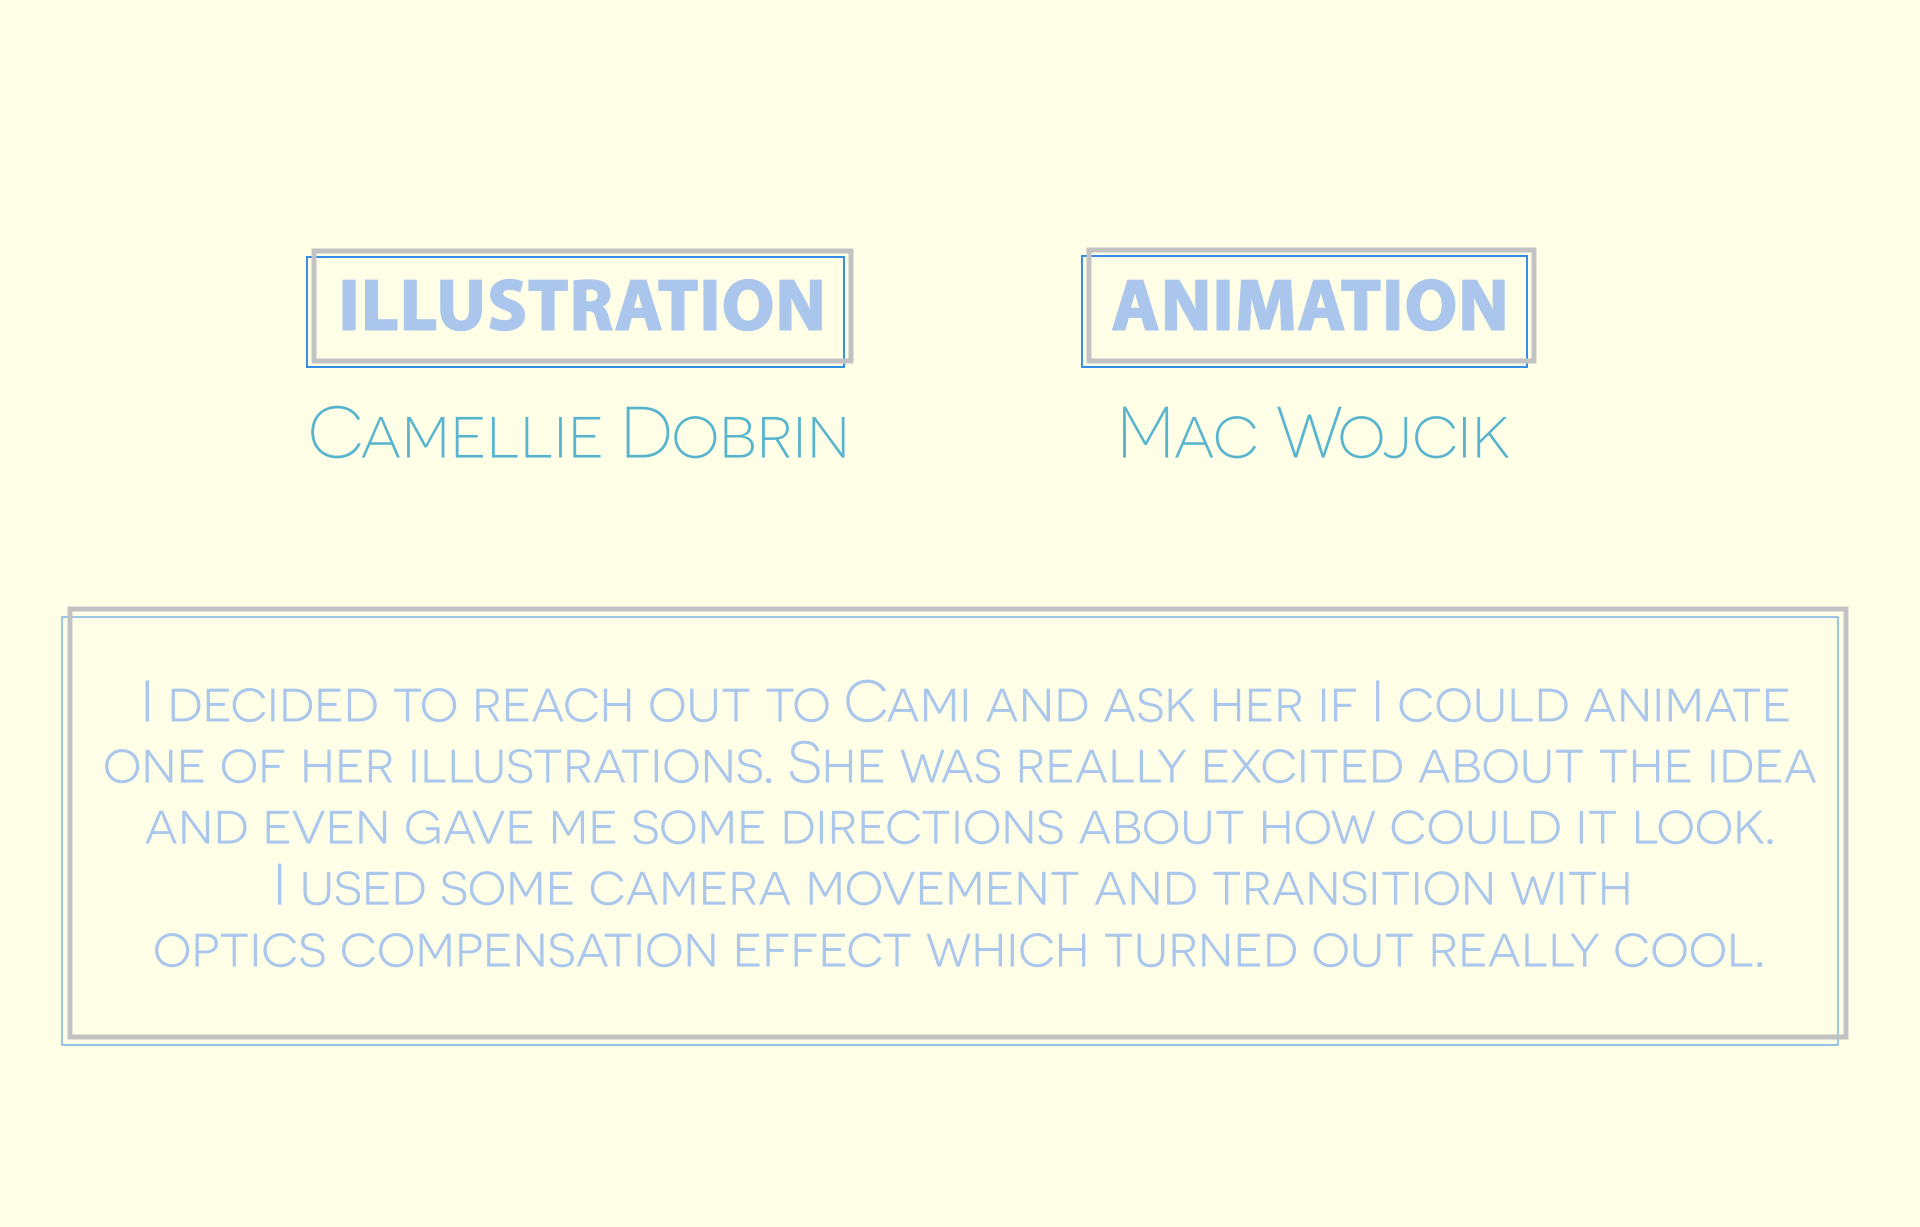 ILLUSTRATION
ANIMATION
Camellie Dobrin
Mac Wojcik
I decided to reach out to Cami and ask her if I could animate
one of her illustrations. She was really excited about the idea
and even gave me some directions about how could it look.
I used some camera movement and transition with
optics compensation effect which turned out really cool.